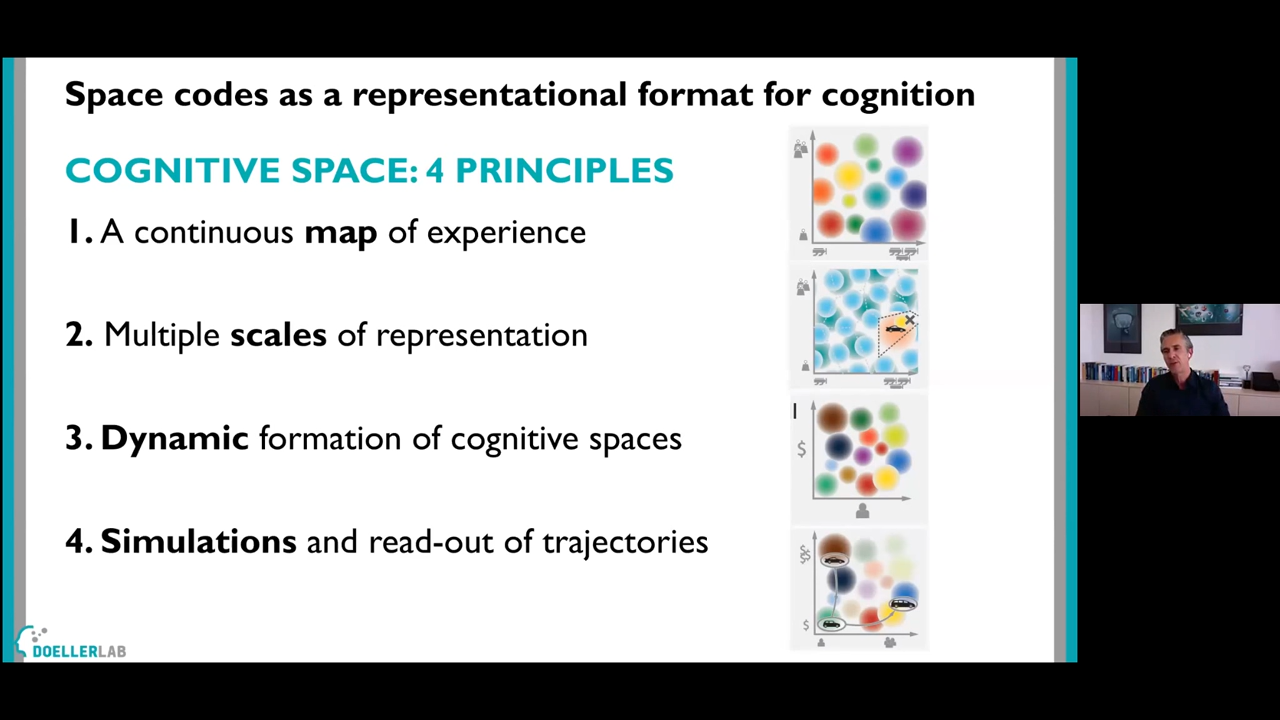 Space codes as a representational format for cognition
COGNITIVE SPACE: 4 PRINCIPLES
1. A continuous map of experience
2. Multiple scales of representation
3. Dynamic formation of cognitive spaces
4. Simulations and read-out of trajectories
$
$$
$
DOELLERLAB